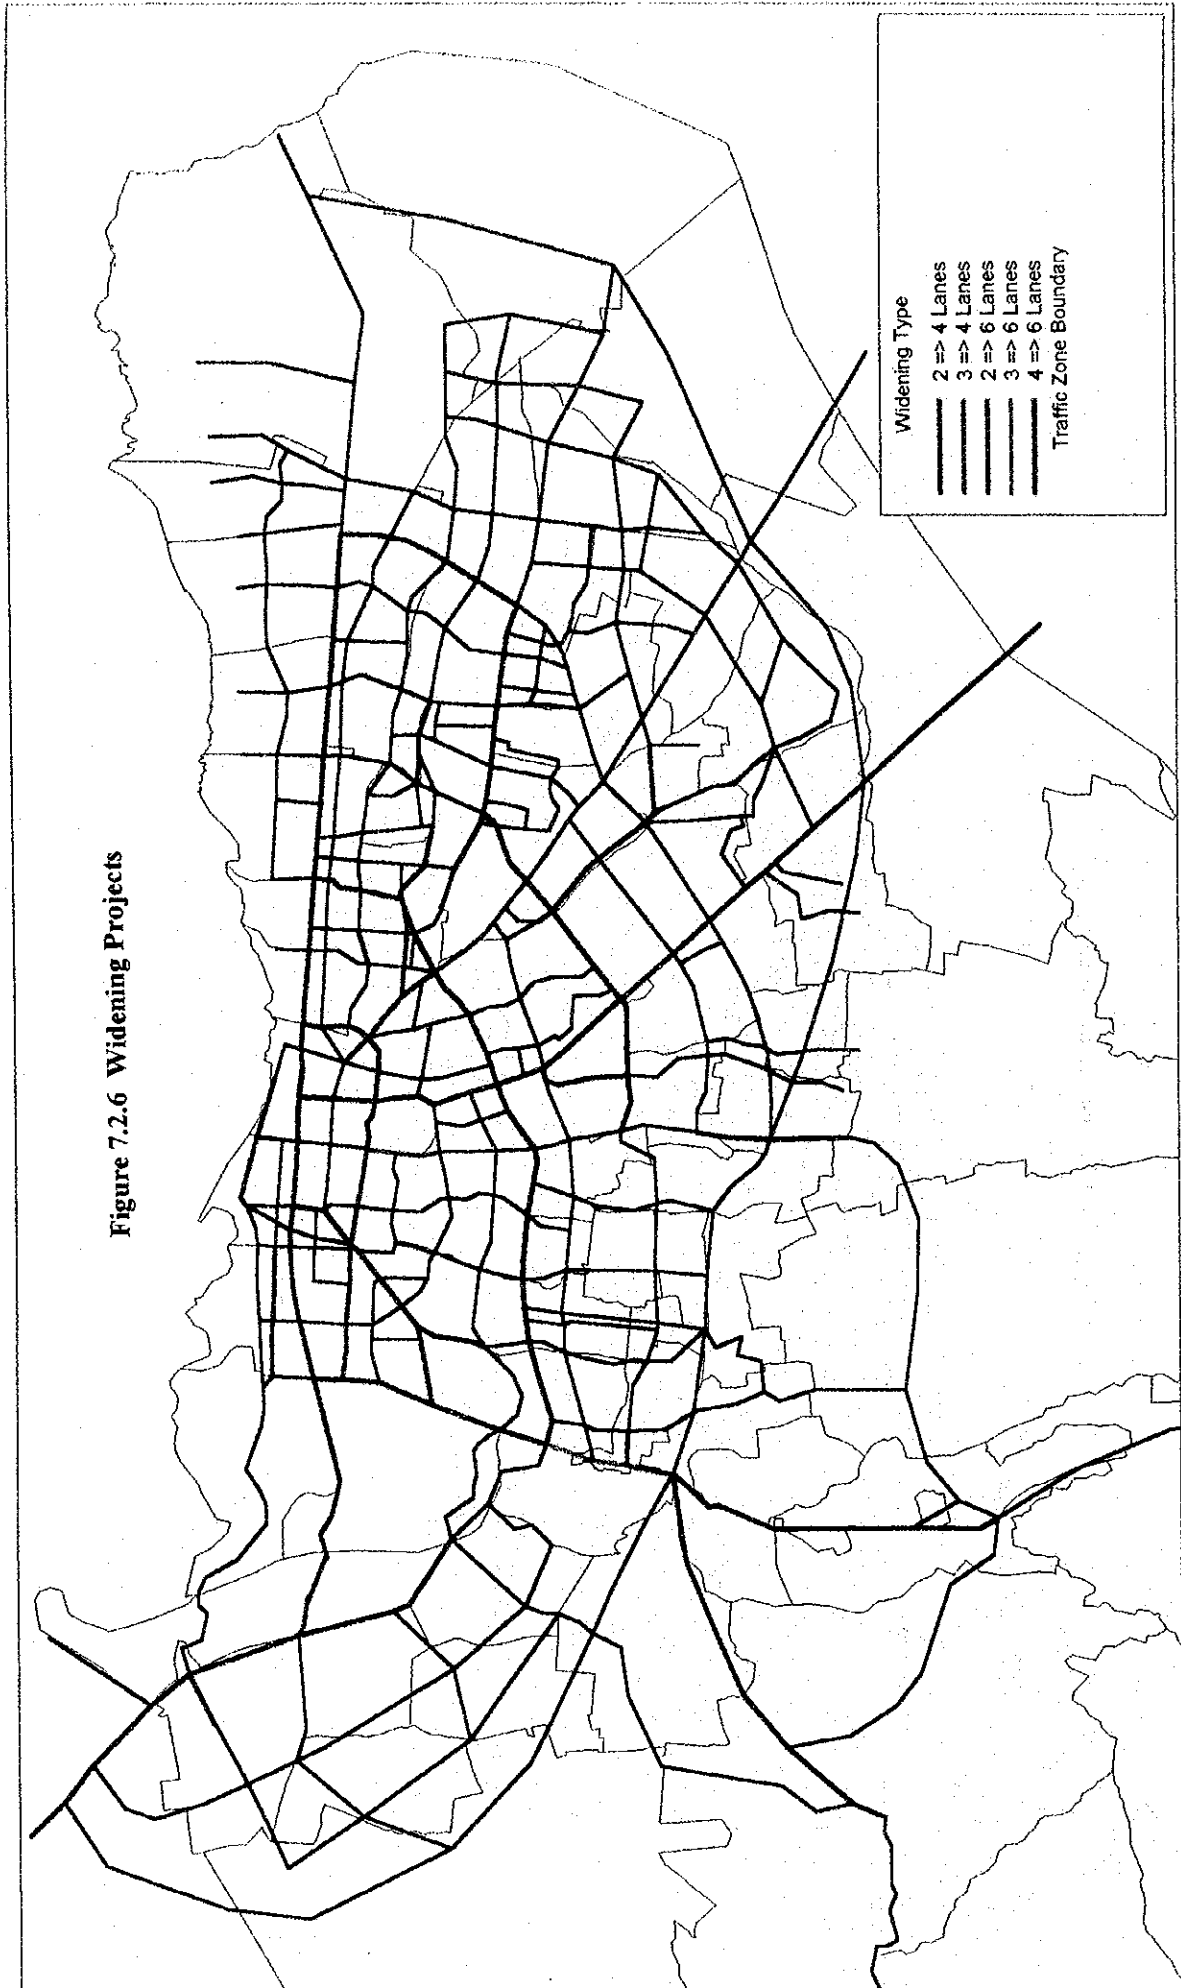 Figure 7.2.6 Widening Projects
Widening Type
2 => 4 Lanes
3 => 4 Lanes
2 => 6 Lanes
3 => 6 Lanes
4 => 6 Lanes
Traffic Zone Boundary